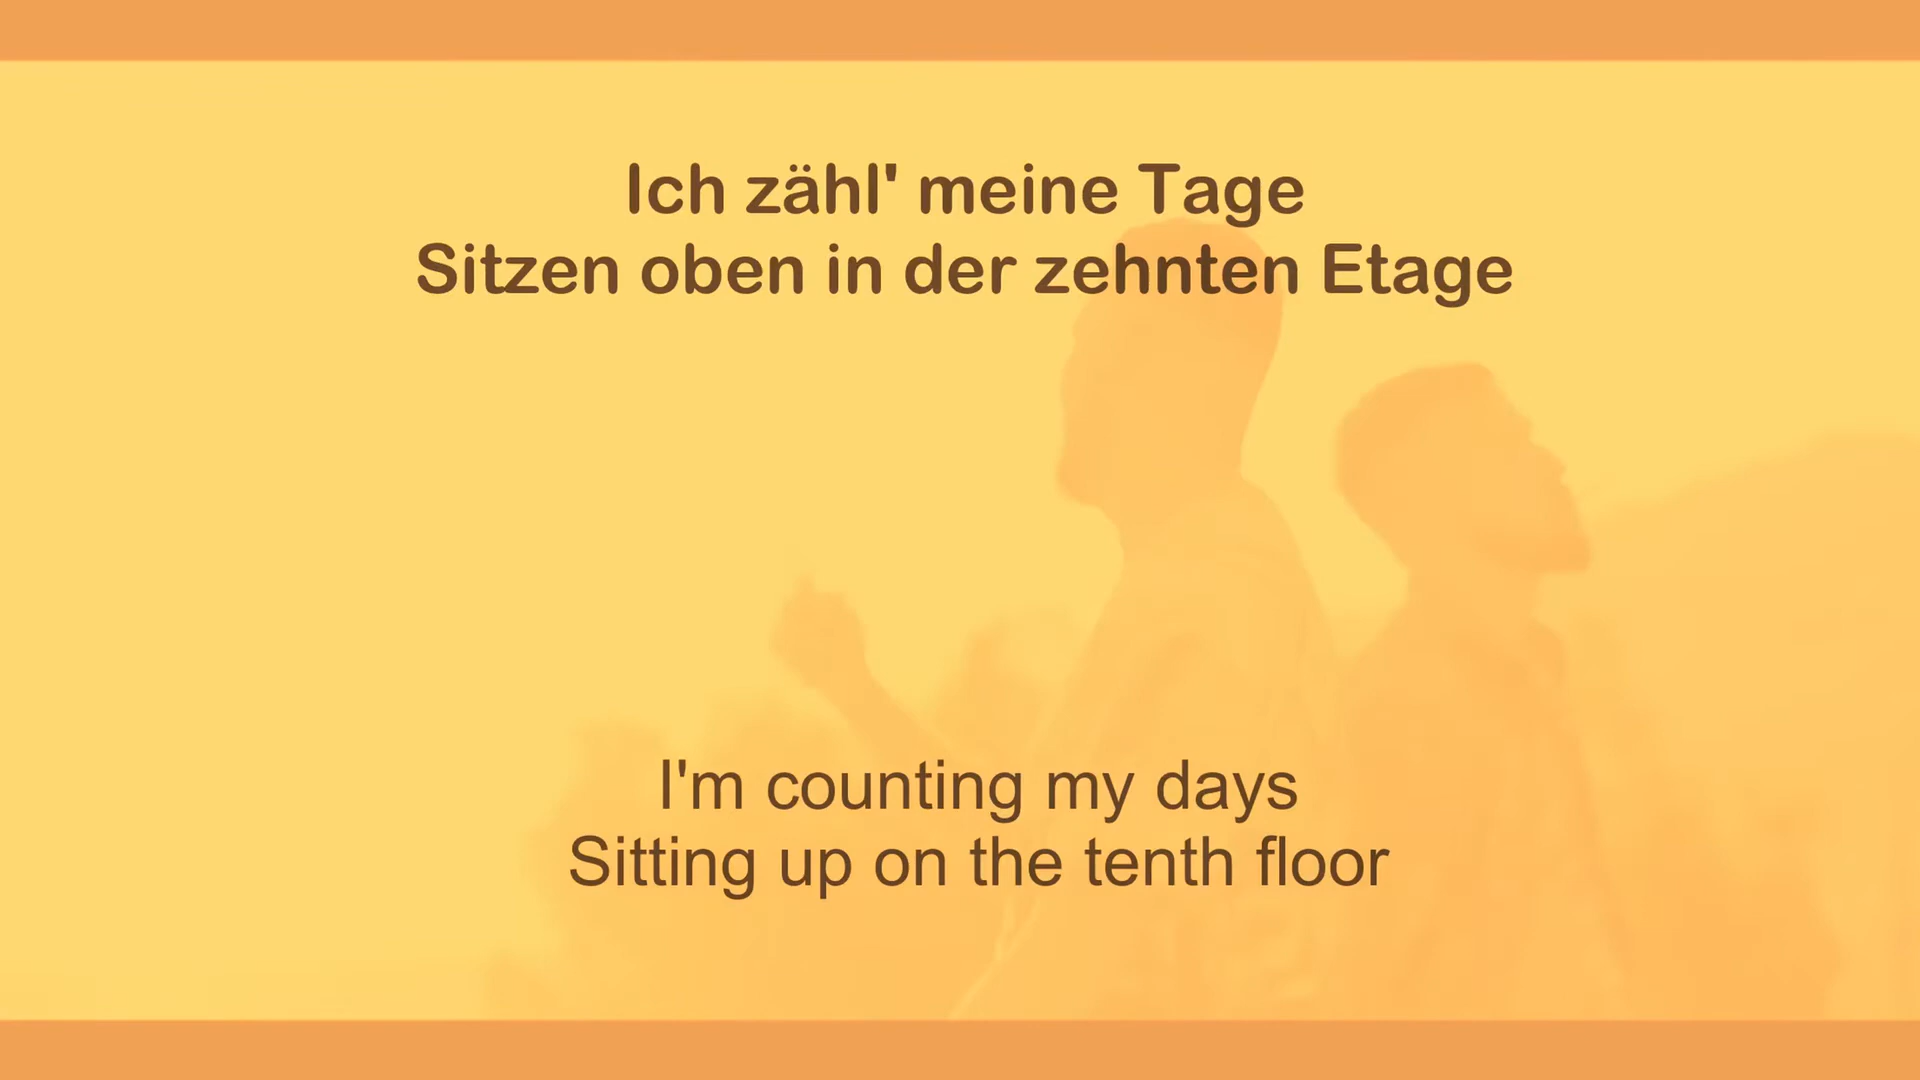 Ich zähl' meine Tage
Sitzen oben in der zehnten Etage
I'm counting my days
Sitting up on the tenth floor